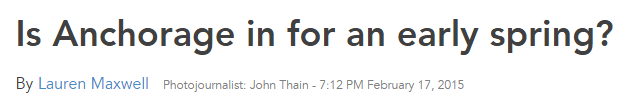 Is Anchorage in for an early spring?
By Lauren Maxwell Photojournalist: John Thain - 7:12 PM February 17, 2015